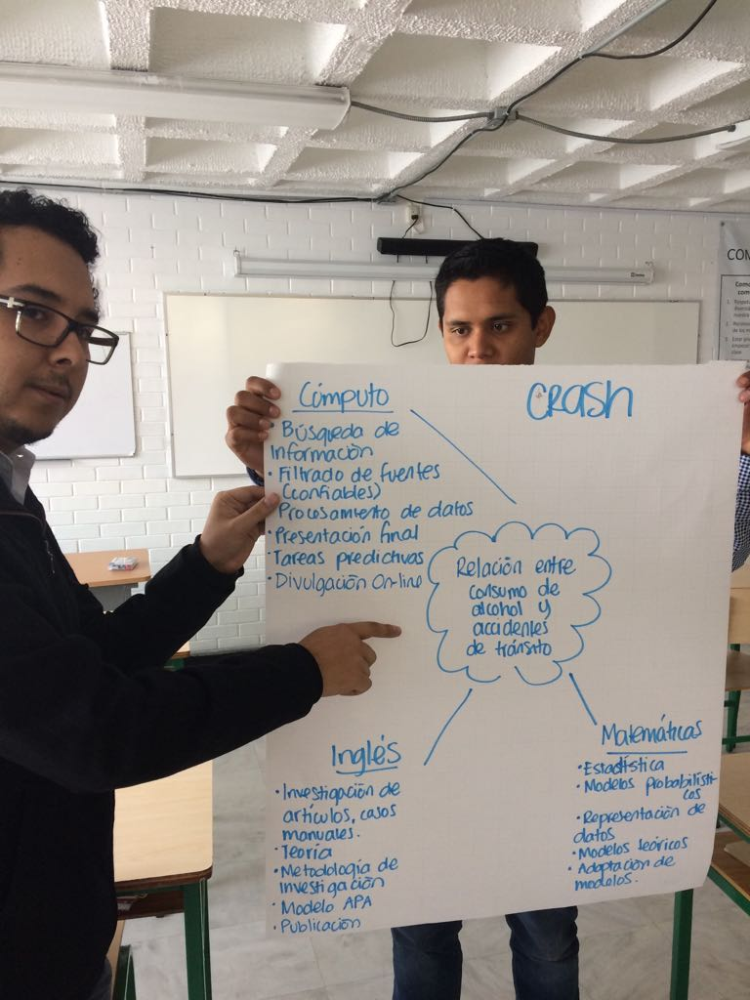 Cómputo
• Búsqueda de
Información
• Filtrado de fuentes
(confiables)
• Procesamiento de datos
• Presentación final
• Tareas predictivas
• Divulgación On-line
CRASH
Relación entre
consumo de
alcohol y
accidentes
de tránsito
Inglés
• Investigación de
artículos, casos
manuales.
• Teoría
• Metodología de
investigación
• Modelo APA
• Publicación
Matemáticas
• Estadística
• Modelos probabilísti-
cos
• Representación de
datos
• Modelos teóricos
• Adaptación de
modelos.